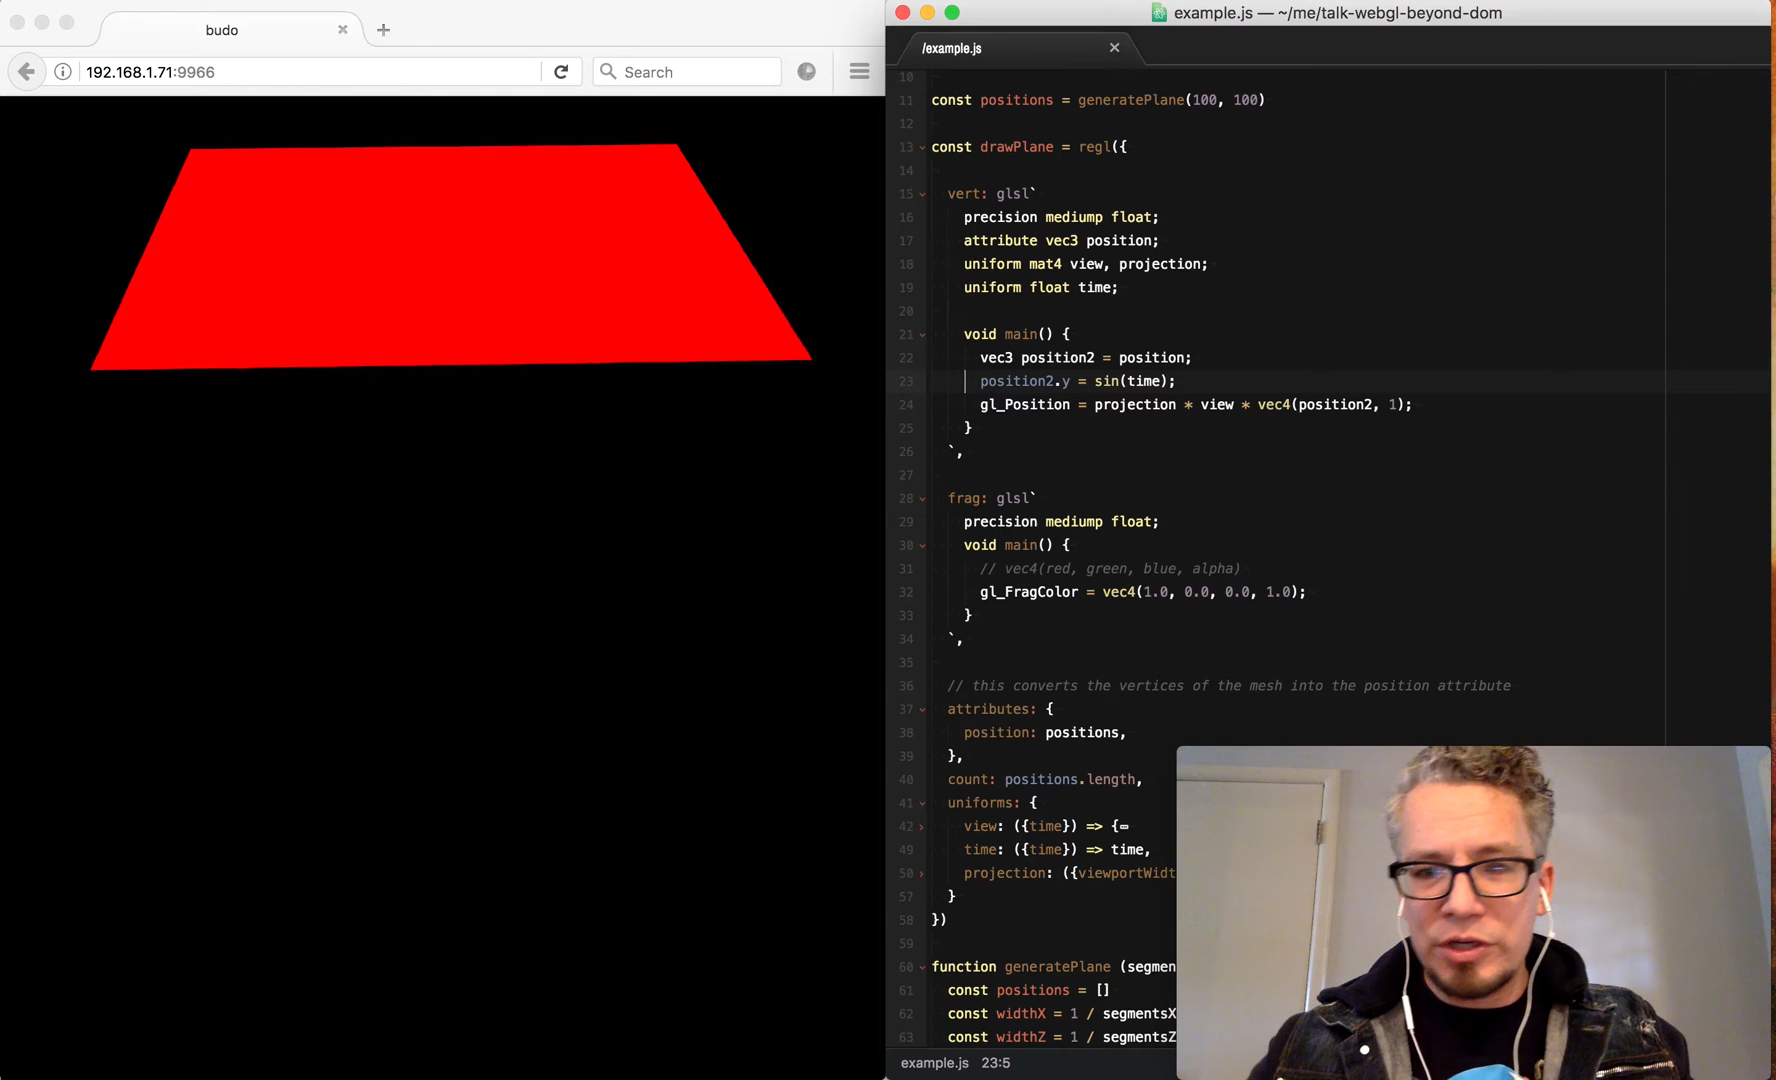 budo
192.168.1.71:9966
Search
example.js — ~/me/talk-webgl-beyond-dom
/example.js
10
11 const positions = generatePlane(100, 100)
12
13 const drawPlane = regl({
14
15 vert: glsl`
16 precision mediump float;
17 attribute vec3 position;
18 uniform mat4 view, projection;
19 uniform float time;
20
21 void main() {
22 vec3 position2 = position;
23 position2.y = sin(time);
24 gl_Position = projection * view * vec4(position2, 1);
25 }
26 `,
27
28 frag: glsl`
29 precision mediump float;
30 void main() {
31 // vec4(red, green, blue, alpha)
32 gl_FragColor = vec4(1.0, 0.0, 0.0, 1.0);
33 }
34 `,
35
36 // this converts the vertices of the mesh into the position attribute
37 attributes: {
38 position: positions,
39 },
40 count: positions.length,
41 uniforms: {
42 view: ({time}) => {
49 time: ({time}) => time,
50 projection: ({viewportWidt
57 }
58 })
59
60 function generatePlane (segmen
61 const positions = []
62 const widthX = 1 / segmentsX
63 const widthZ = 1 / segmentsZ
example.js 23:5